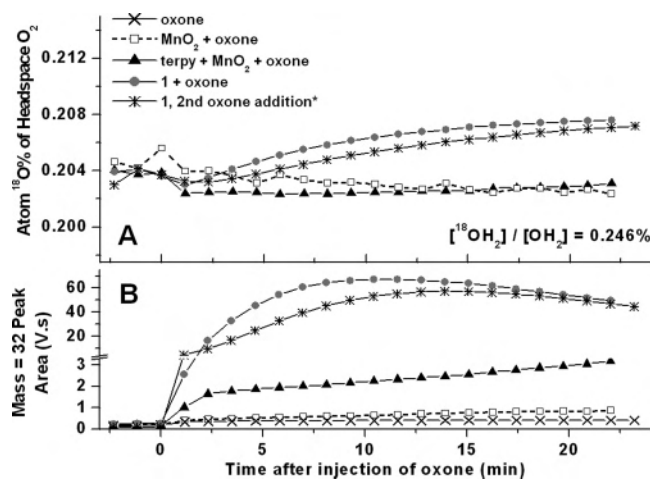 oxone
MnO2 + oxone
terpy + MnO2 + oxone
1 + oxone
1, 2nd oxone addition*
Atom 18O% of Headspace O2
0.212
0.208
0.204
0.200
A
[18OH2] / [OH2] = 0.246%
B
Mass = 32 Peak
Area (V.s)
60
40
20
3
2
1
0
0
5
10
15
20
Time after injection of oxone (min)